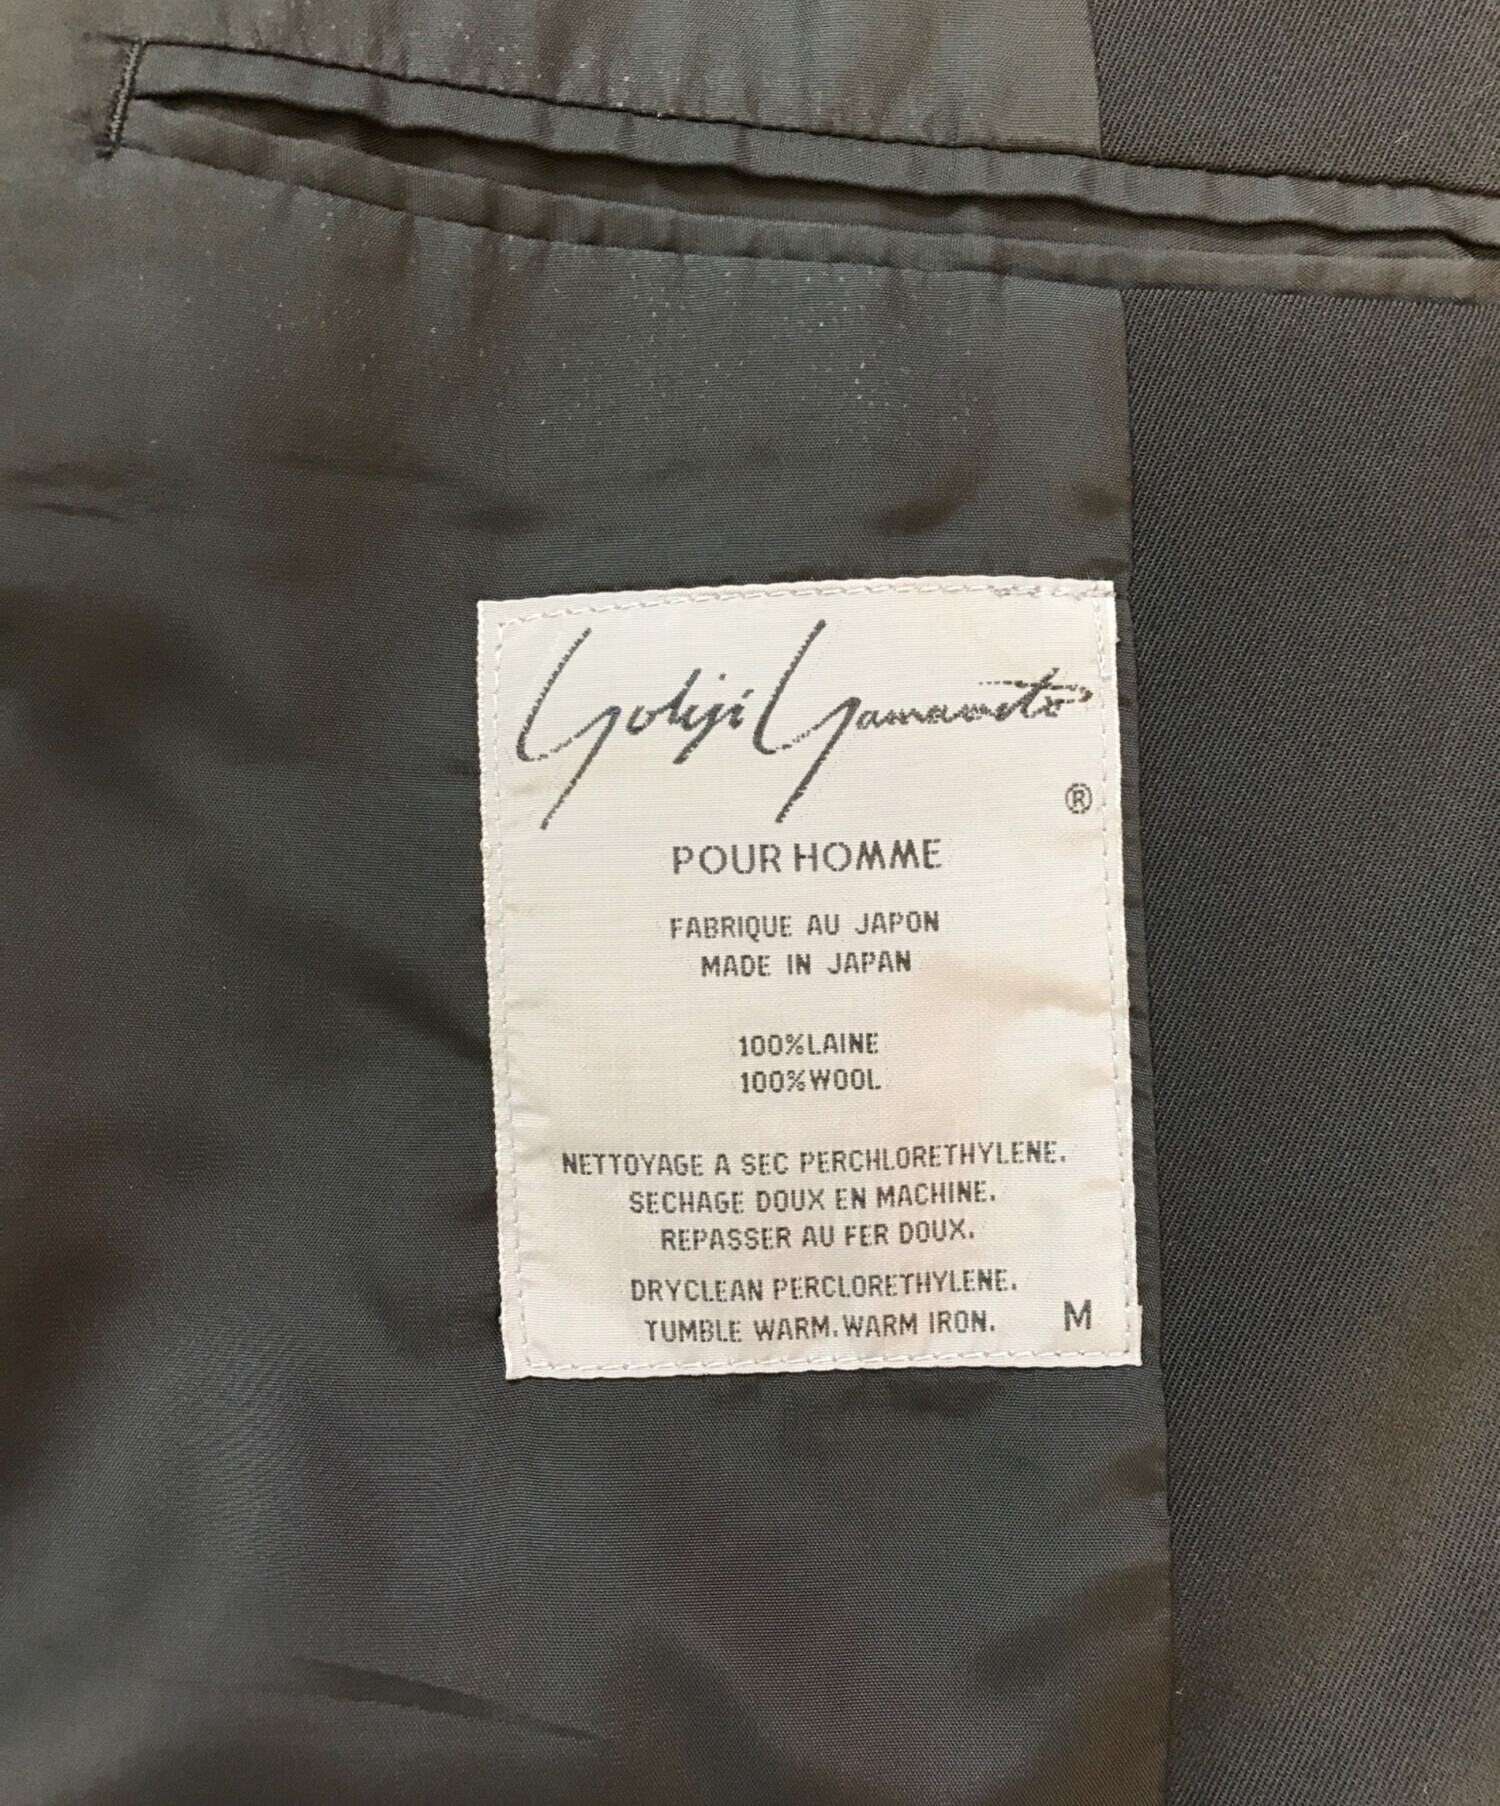 Yohji Yamamoto
®
POUR HOMME
FABRIQUE AU JAPON
MADE IN JAPAN
100%LAINE
100%WOOL
NETTOYAGE A SEC PERCHLORETHYLENE.
SECHAGE DOUX EN MACHINE.
REPASSER AU FER DOUX.
DRYCLEAN PERCLORETHYLENE.
TUMBLE WARM. WARM IRON. M